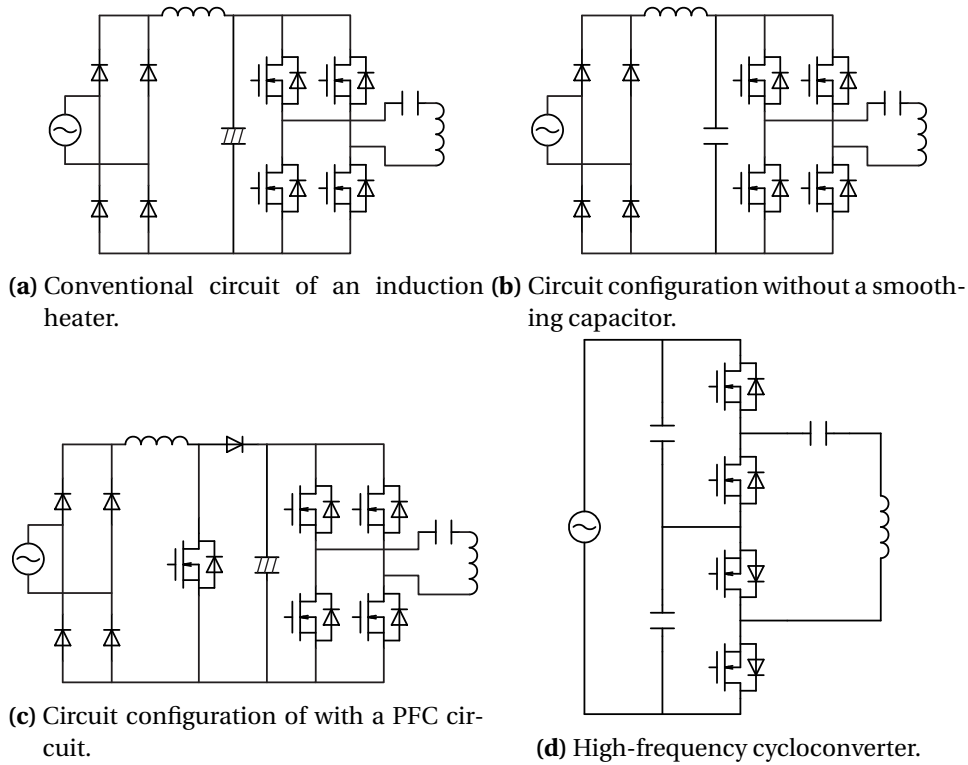 (a) Conventional circuit of an induction
heater.
(b) Circuit configuration without a smooth-
ing capacitor.
(c) Circuit configuration of with a PFC cir-
cuit.
(d) High-frequency cycloconverter.